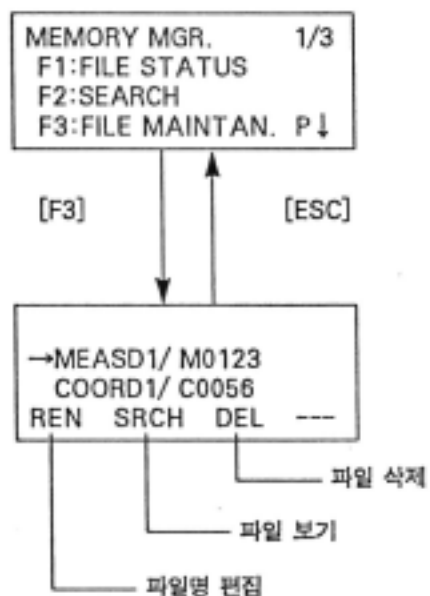 MEMORY MGR. 1/3
F1:FILE STATUS
F2:SEARCH
F3:FILE MAINTAN. P↓
[F3] [ESC]
→MEASD1/ M0123
COORD1/ C0056
REN SRCH DEL ---
파일 삭제
파일 보기
파일명 편집